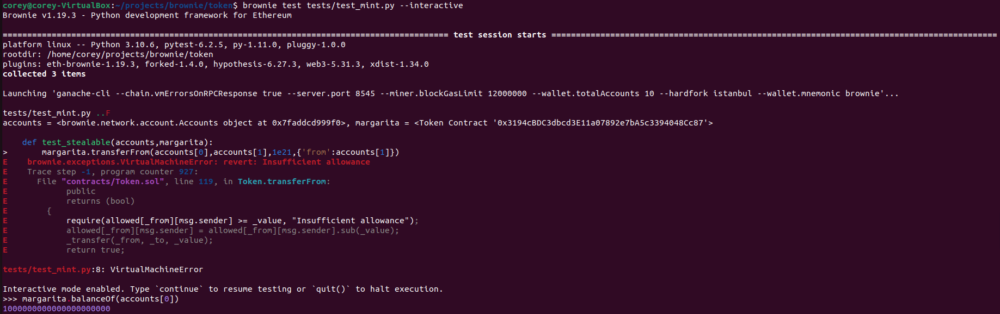 corey@corey-VirtualBox:~/projects/brownie/token$ brownie test tests/test_mint.py --interactive
Brownie v1.19.3 - Python development framework for Ethereum
=========================================================================================== test session starts ===========================================================================================
platform linux -- Python 3.10.6, pytest-6.2.5, py-1.11.0, pluggy-1.0.0
rootdir: /home/corey/projects/brownie/token
plugins: eth-brownie-1.19.3, forked-1.4.0, hypothesis-6.27.3, web3-5.31.3, xdist-1.34.0
collected 3 items
Launching 'ganache-cli --chain.vmErrorsOnRPCResponse true --server.port 8545 --miner.blockGasLimit 12000000 --wallet.totalAccounts 10 --hardfork istanbul --wallet.mnemonic brownie'...
tests/test_mint.py ..F
accounts = <brownie.network.account.Accounts object at 0x7faddcd999f0>, margarita = <Token Contract '0x3194cBDC3dbcd3E11a07892e7bA5c3394048Cc87'>
    def test_stealable(accounts,margarita):
>       margarita.transferFrom(accounts[0],accounts[1],1e21,{'from':accounts[1]})
E    brownie.exceptions.VirtualMachineError: revert: Insufficient allowance
E    Trace step -1, program counter 927:
E      File "contracts/Token.sol", line 119, in Token.transferFrom:
E            public
E            returns (bool)
E        {
E            require(allowed[_from][msg.sender] >= _value, "Insufficient allowance");
E            allowed[_from][msg.sender] = allowed[_from][msg.sender].sub(_value);
E            _transfer(_from, _to, _value);
E            return true;
tests/test_mint.py:8: VirtualMachineError
Interactive mode enabled. Type `continue` to resume testing or `quit()` to halt execution.
>>> margarita.balanceOf(accounts[0])
1000000000000000000000